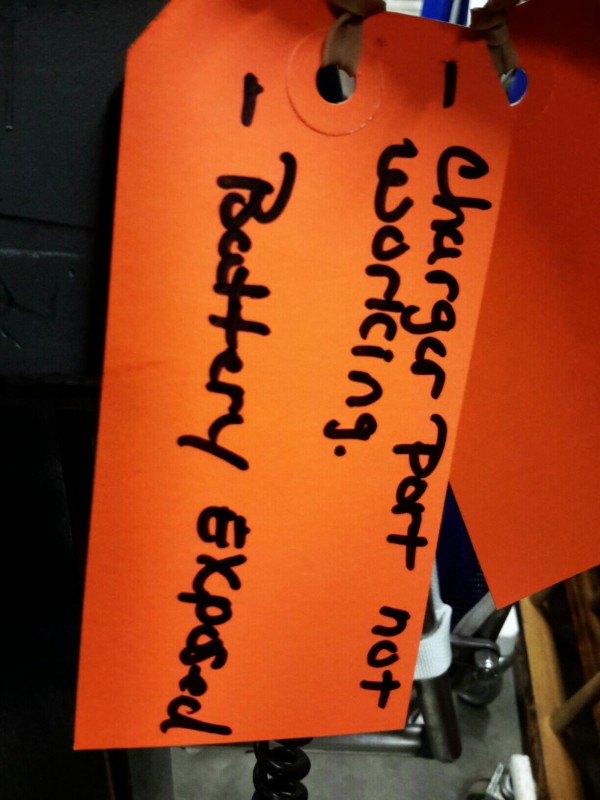 - Charger Port not
working.
- Battery Exposed